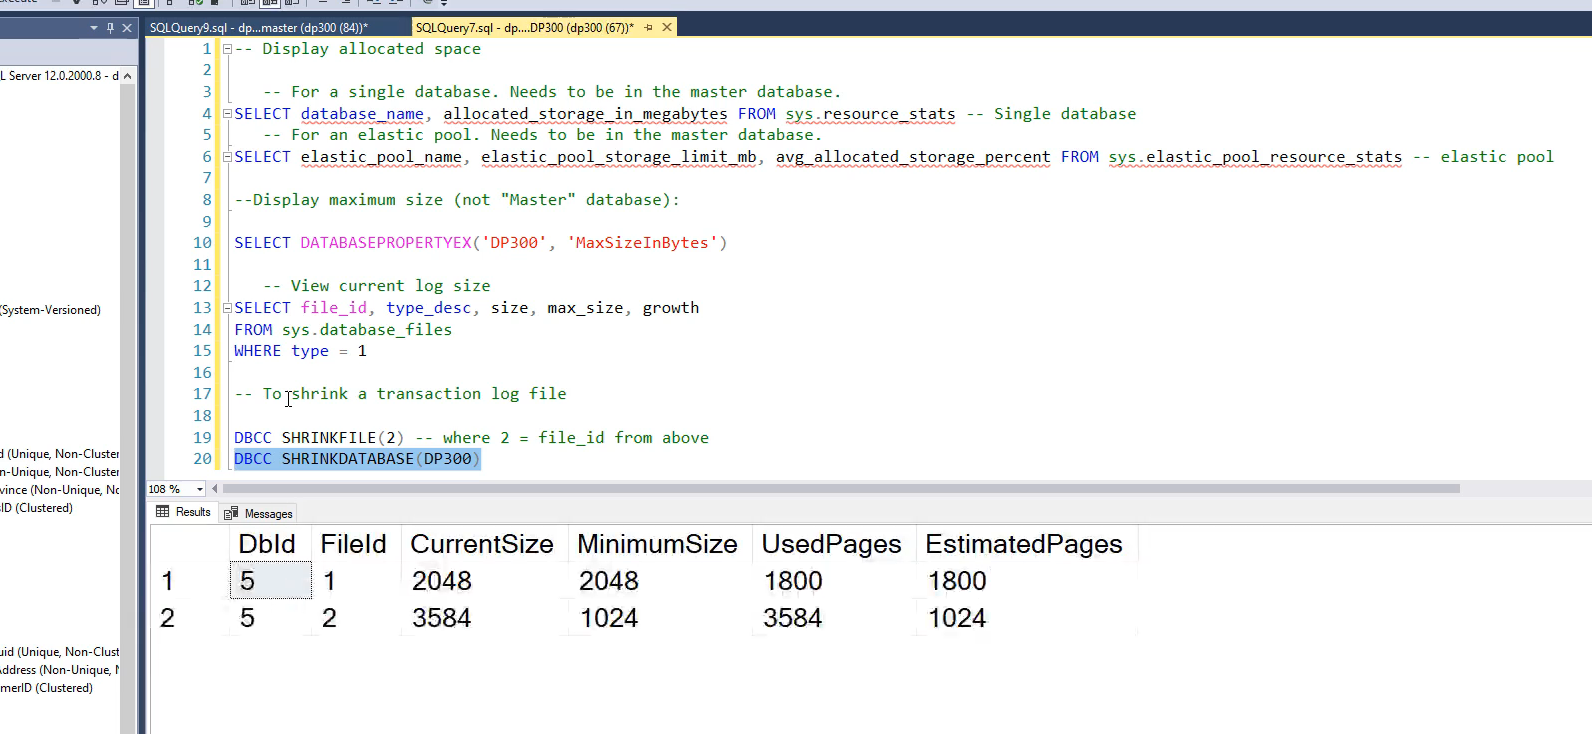 SQLQuery9.sql - dp...master (dp300 (84))*
SQLQuery7.sql - dp....DP300 (dp300 (67))*
L Server 12.0.2000.8 - d
(System-Versioned)
d (Unique, Non-Cluster
n-Unique, Non-Cluster
vince (Non-Unique, No
sID (Clustered)
uid (Unique, Non-Clust
Address (Non-Unique, N
merID (Clustered)
1 -- Display allocated space
2
3 -- For a single database. Needs to be in the master database.
4 SELECT database_name, allocated_storage_in_megabytes FROM sys.resource_stats -- Single database
5 -- For an elastic pool. Needs to be in the master database.
6 SELECT elastic_pool_name, elastic_pool_storage_limit_mb, avg_allocated_storage_percent FROM sys.elastic_pool_resource_stats -- elastic pool
7
8 --Display maximum size (not "Master" database):
9
10 SELECT DATABASEPROPERTYEX('DP300', 'MaxSizeInBytes')
11
12 -- View current log size
13 SELECT file_id, type_desc, size, max_size, growth
14 FROM sys.database_files
15 WHERE type = 1
16
17 -- To shrink a transaction log file
18
19 DBCC SHRINKFILE(2) -- where 2 = file_id from above
20 DBCC SHRINKDATABASE(DP300)
108 %
Results Messages
DbId FileId CurrentSize MinimumSize UsedPages EstimatedPages
1 5 1 2048 2048 1800 1800
2 5 2 3584 1024 3584 1024